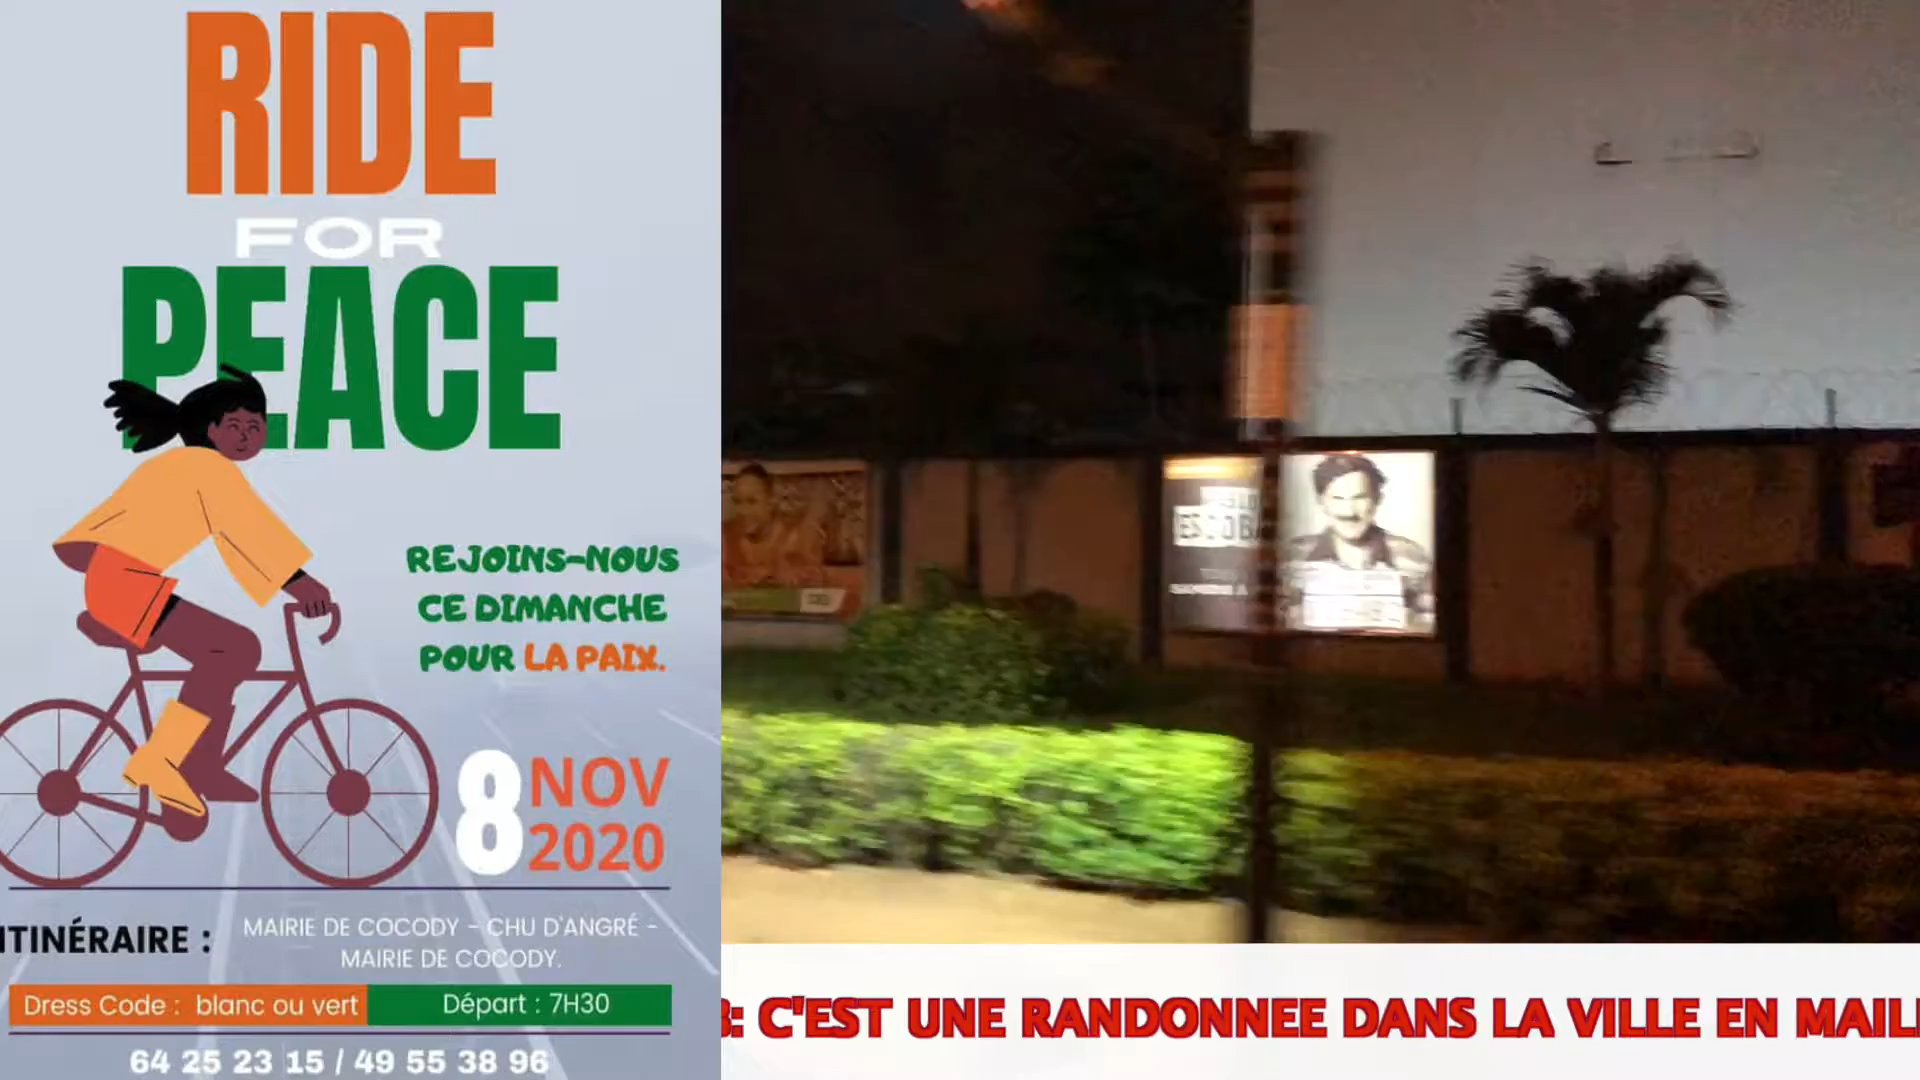 RIDE
FOR
PEACE
REJOINS-NOUS
CE DIMANCHE
POUR LA PAIX.
8 NOV
2020
ITINÉRAIRE :
MAIRIE DE COCODY - CHU D'ANGRÉ -
MAIRIE DE COCODY.
Dress Code : blanc ou vert
Départ : 7H30
64 25 23 15 / 49 55 38 96
: C'EST UNE RANDONNEE DANS LA VILLE EN MAIL